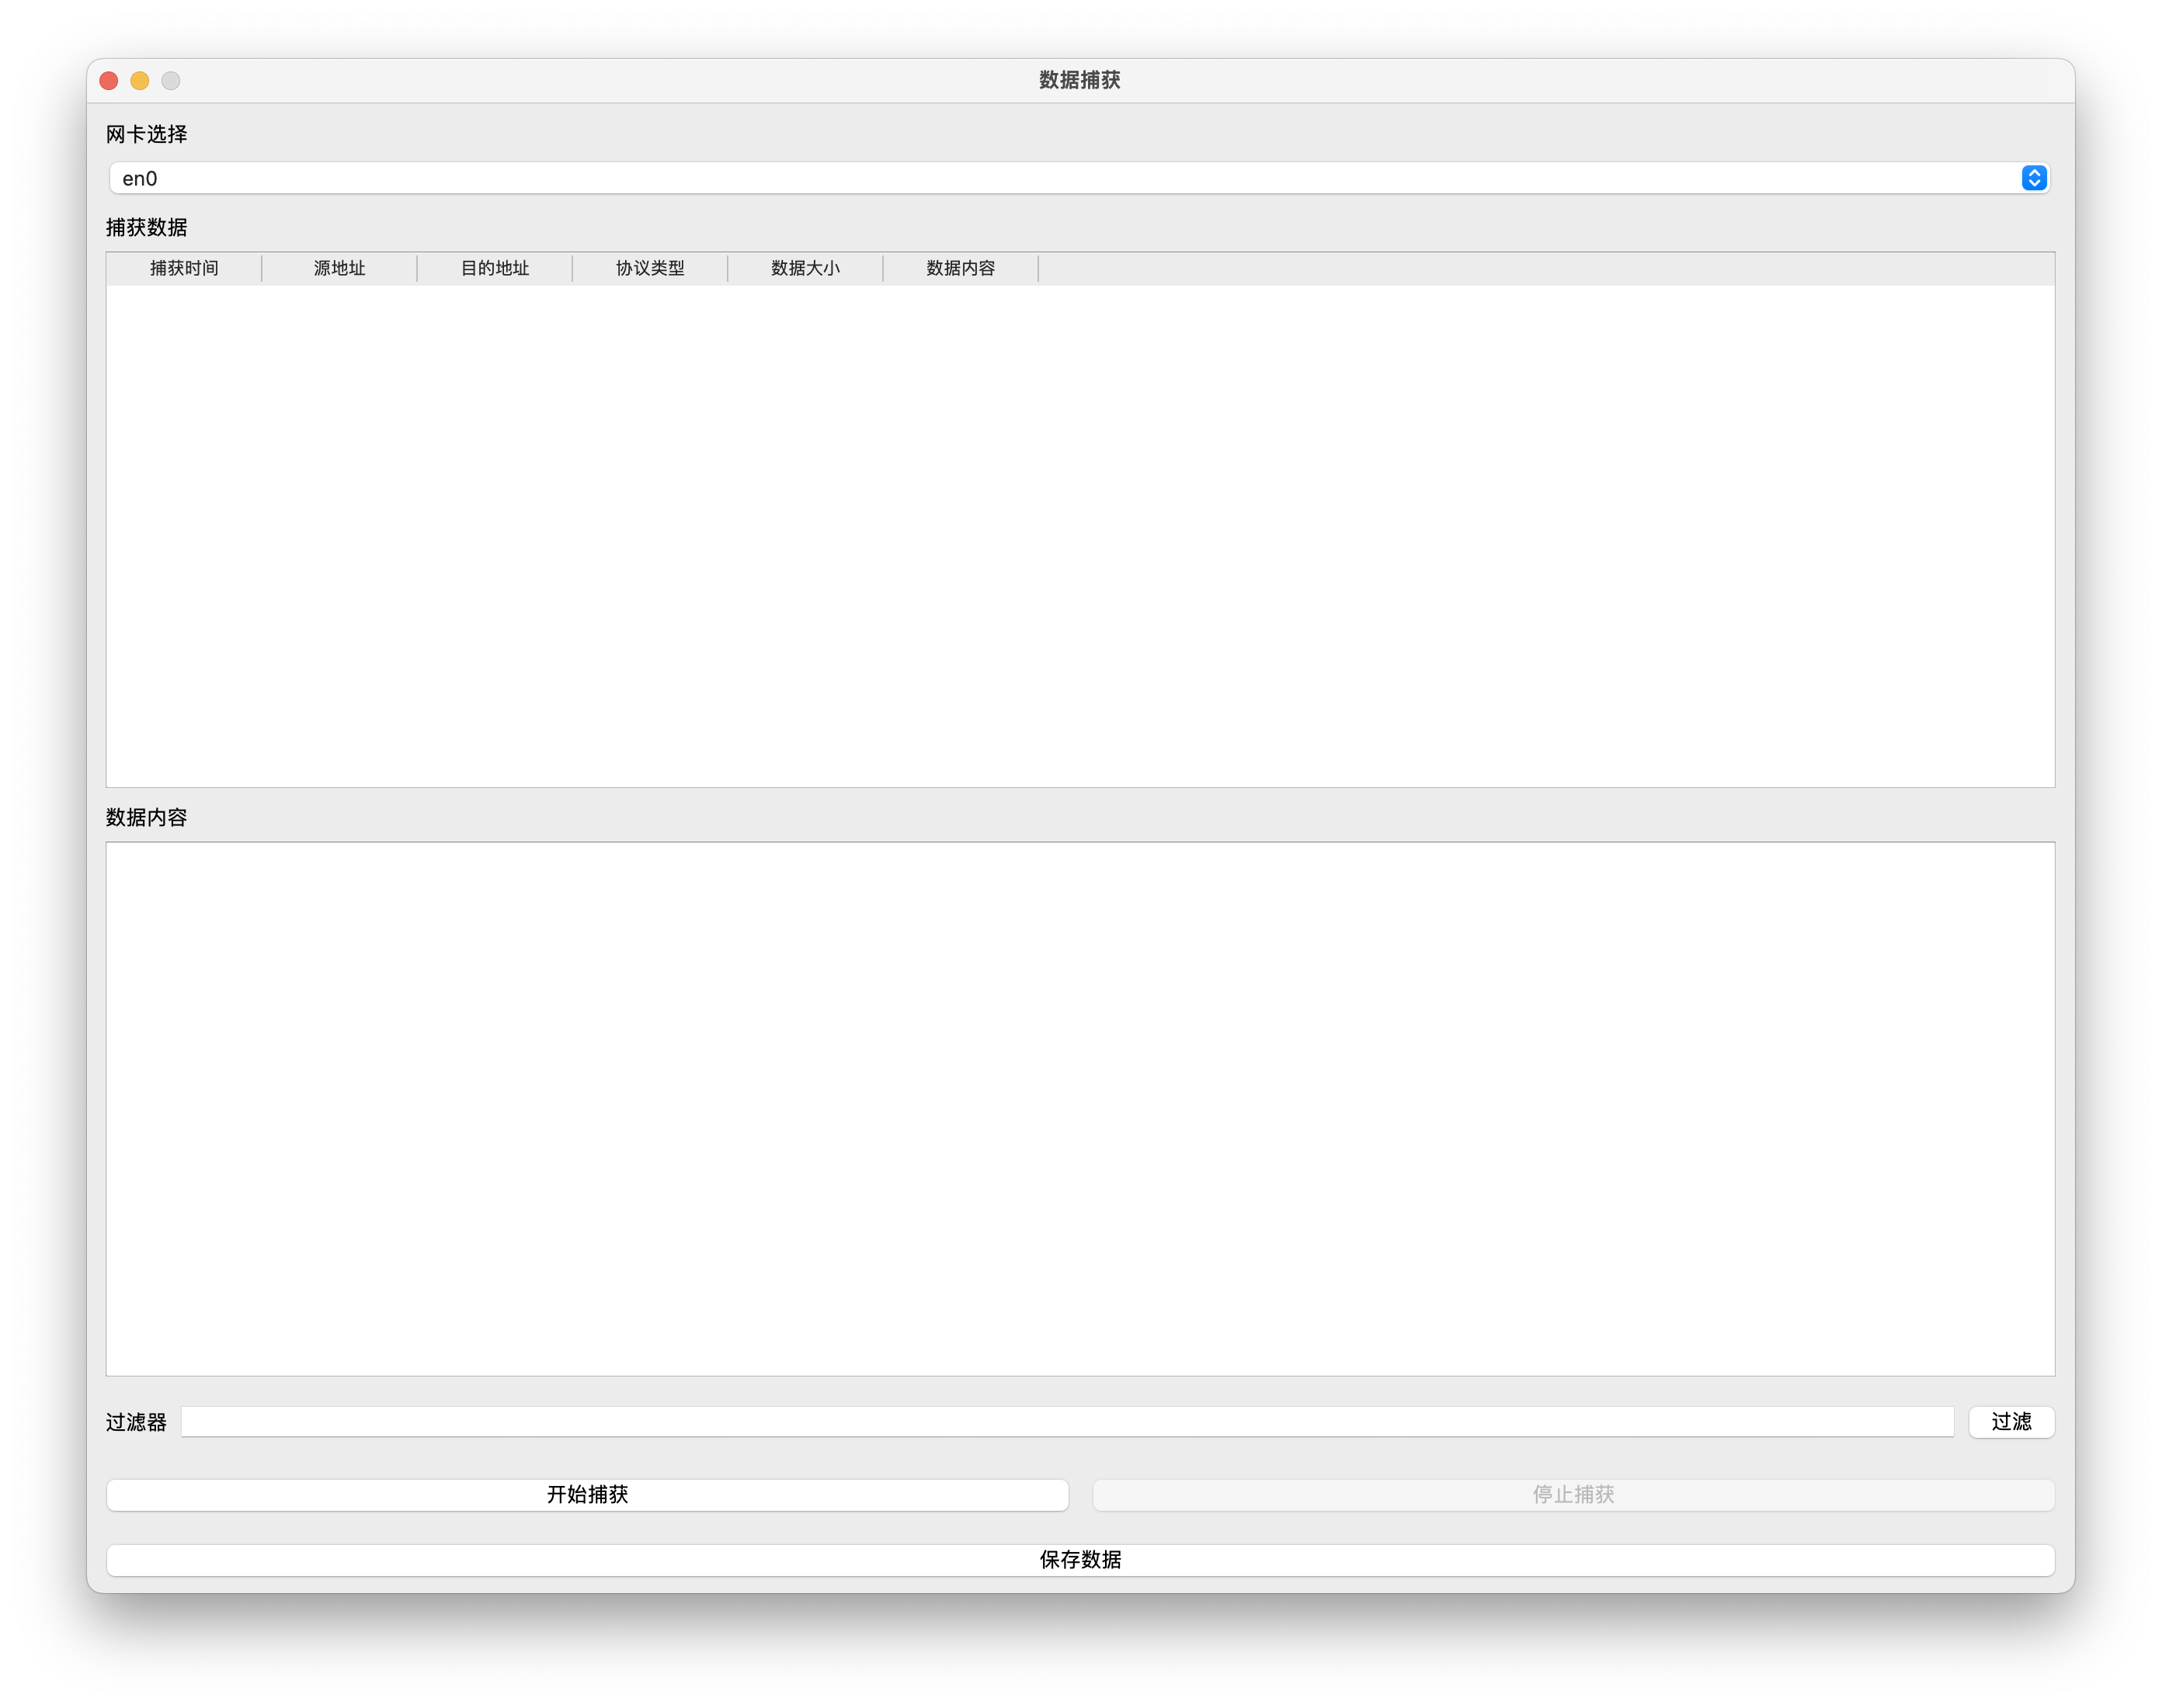 数据捕获
网卡选择
en0
捕获数据
捕获时间 源地址 目的地址 协议类型 数据大小 数据内容
数据内容
过滤器 过滤
开始捕获 停止捕获
保存数据